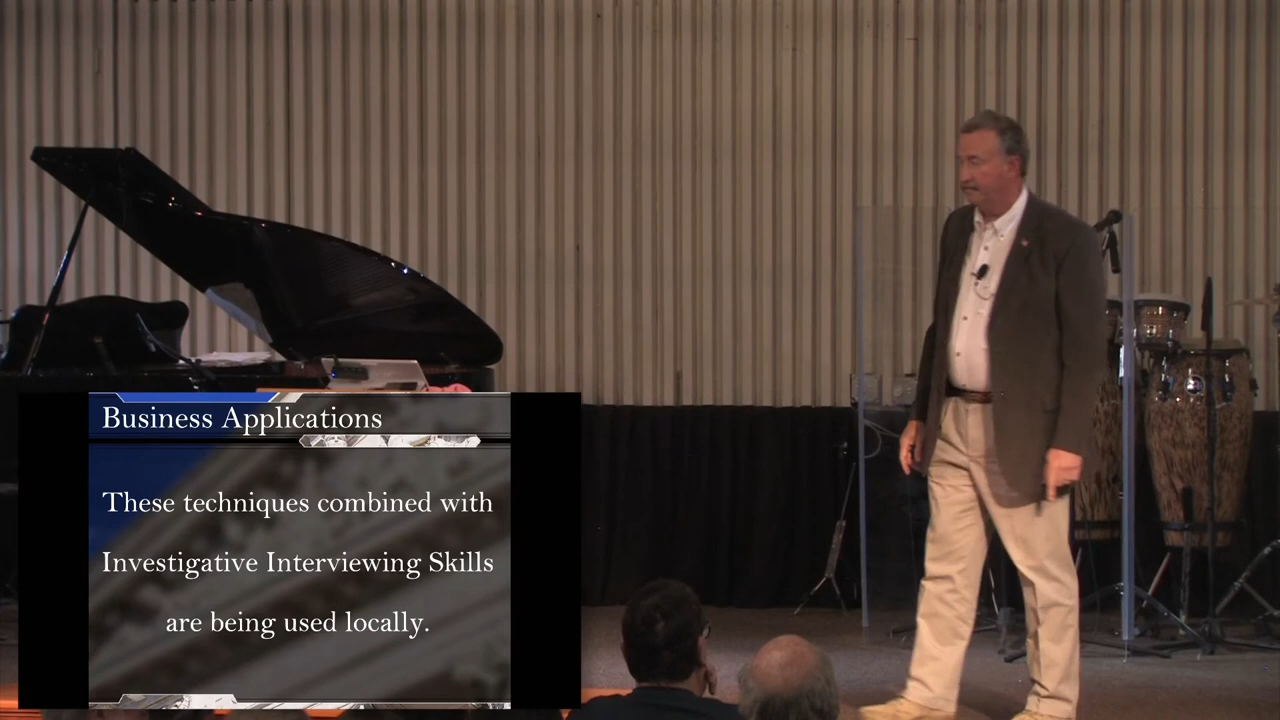 Business Applications
These techniques combined with
Investigative Interviewing Skills
are being used locally.